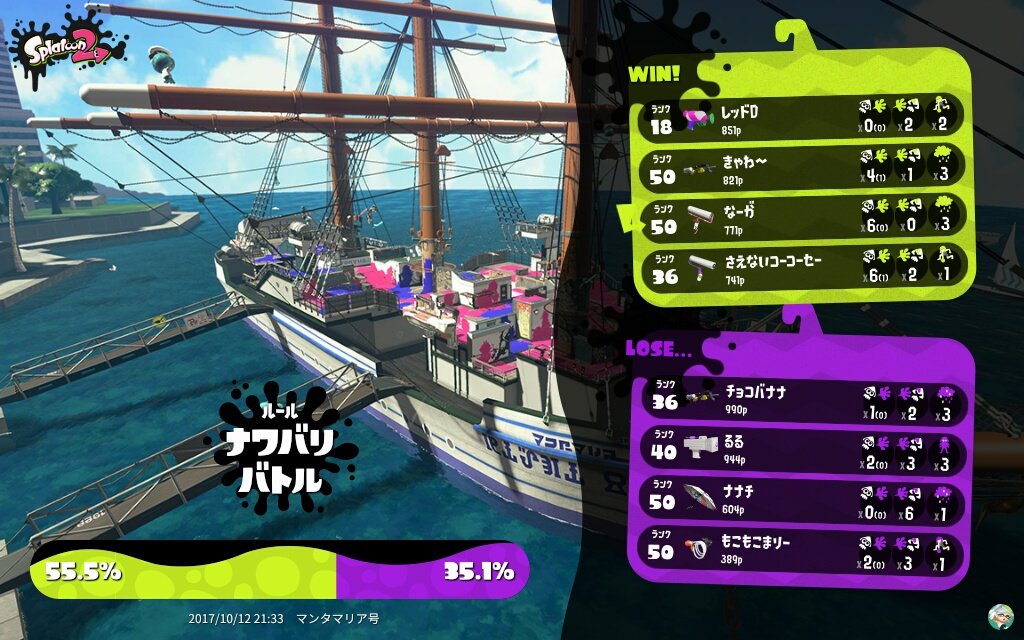 Splatoon 2
WIN!
ランク
18
レッドD
851p
x0(0) x2 x2
ランク
50
きゃわ〜
821p
x4(1) x1 x3
ランク
50
なーが
771p
x6(0) x0 x3
ランク
36
さえないコーコーセー
741p
x6(1) x2 x1
LOSE...
ランク
36
チョコバナナ
990p
x1(0) x2 x3
ランク
40
るる
944p
x2(0) x3 x3
ランク
50
ナナチ
604p
x0(0) x6 x1
ランク
50
もこもこまりー
389p
x2(0) x3 x1
ルール
ナワバリ
バトル
55.5% 35.1%
2017/10/12 21:33 マンタマリア号